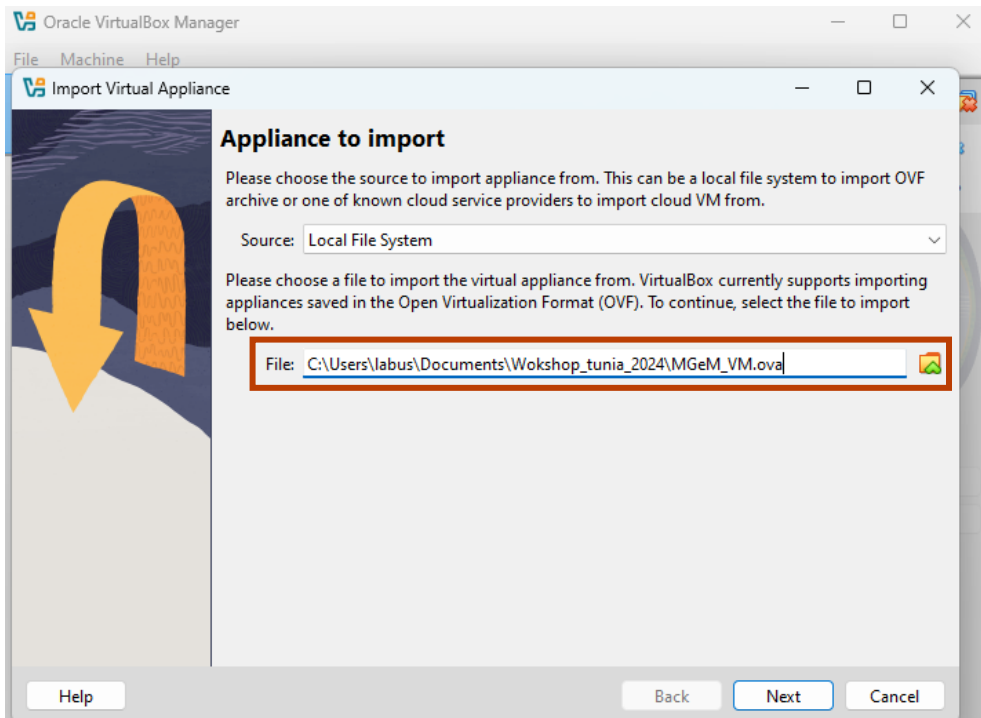 Oracle VirtualBox Manager
File Machine Help
Import Virtual Appliance
Appliance to import
Please choose the source to import appliance from. This can be a local file system to import OVF
archive or one of known cloud service providers to import cloud VM from.
Source: Local File System
Please choose a file to import the virtual appliance from. VirtualBox currently supports importing
appliances saved in the Open Virtualization Format (OVF). To continue, select the file to import
below.
File: C:\Users\labus\Documents\Wokshop_tunia_2024\MGeM_VM.ova
Help Back Next Cancel